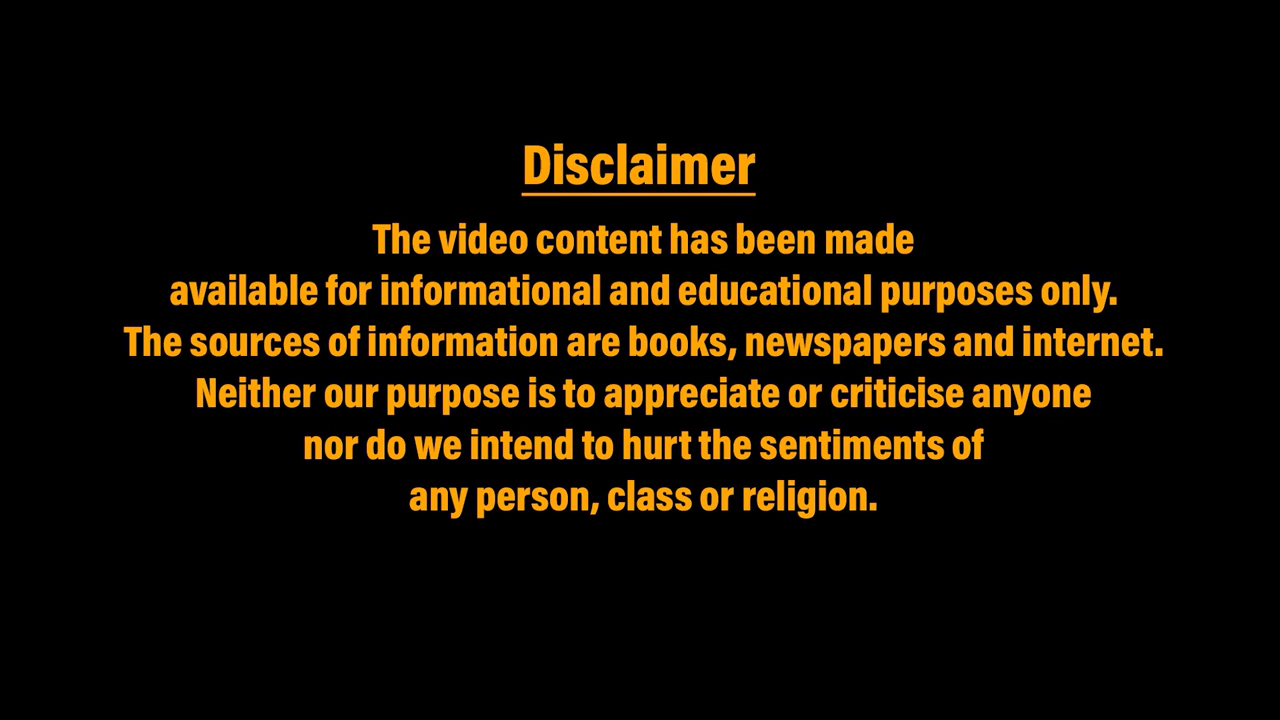 Disclaimer
The video content has been made
available for informational and educational purposes only.
The sources of information are books, newspapers and internet.
Neither our purpose is to appreciate or criticise anyone
nor do we intend to hurt the sentiments of
any person, class or religion.